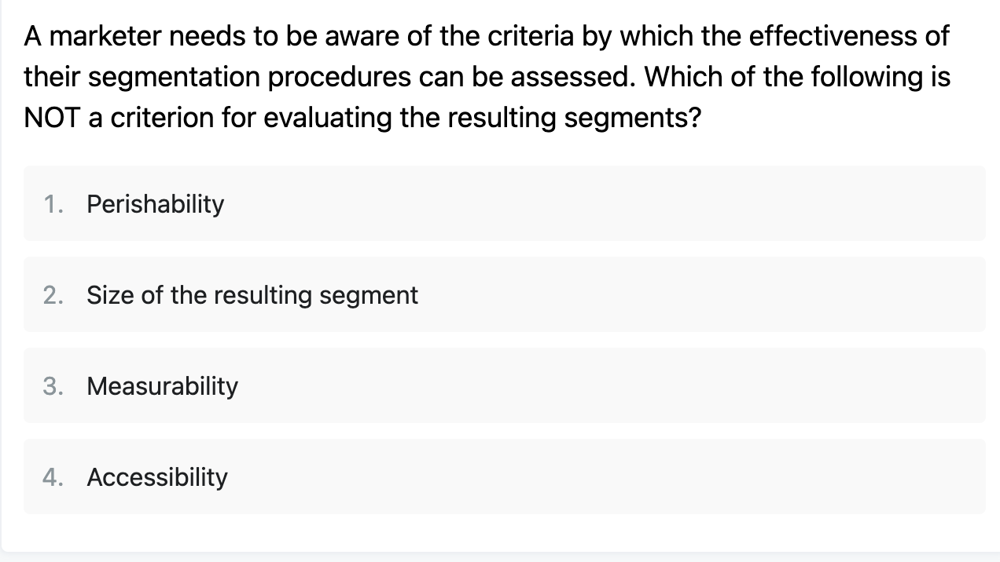 A marketer needs to be aware of the criteria by which the effectiveness of
their segmentation procedures can be assessed. Which of the following is
NOT a criterion for evaluating the resulting segments?
1. Perishability
2. Size of the resulting segment
3. Measurability
4. Accessibility